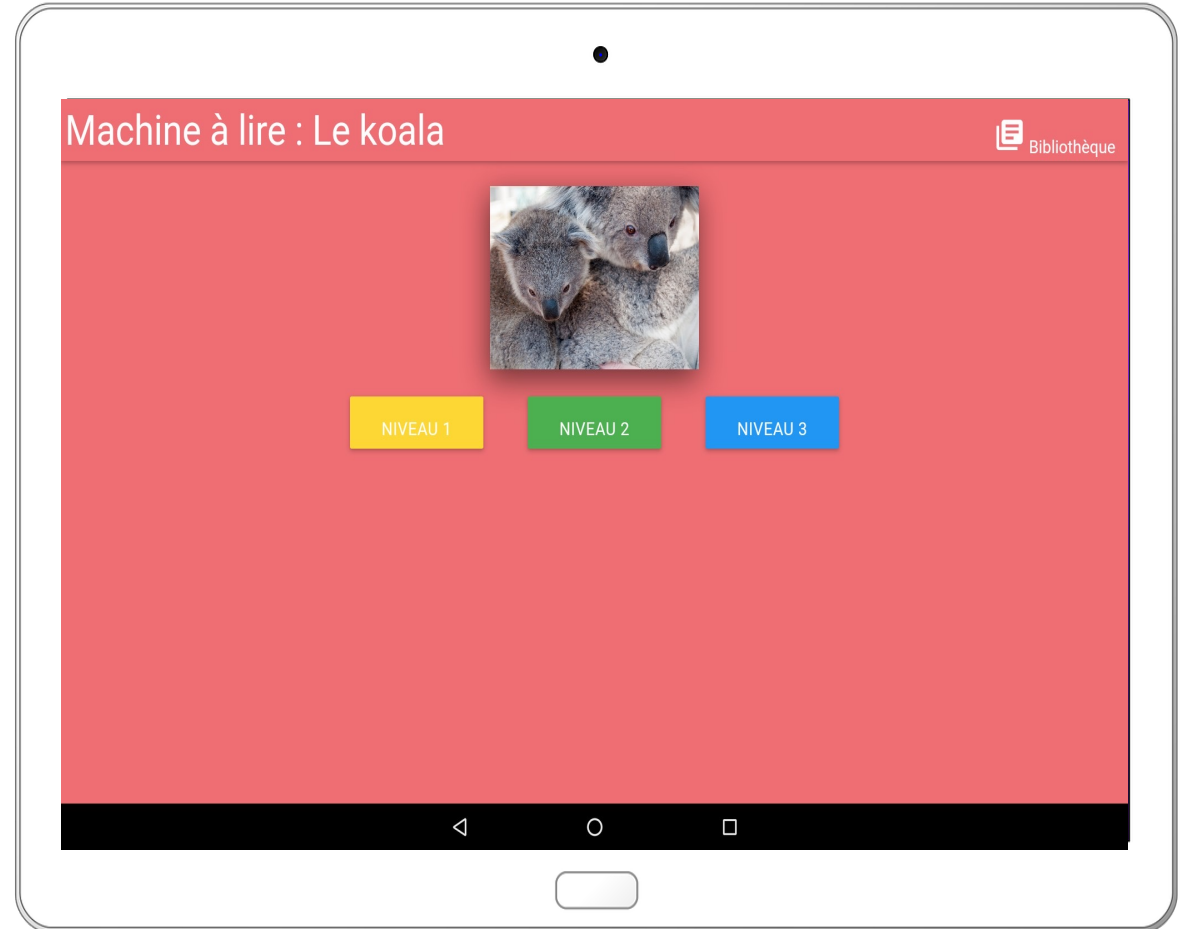 Machine à lire : Le koala
Bibliothèque
NIVEAU 1
NIVEAU 2
NIVEAU 3